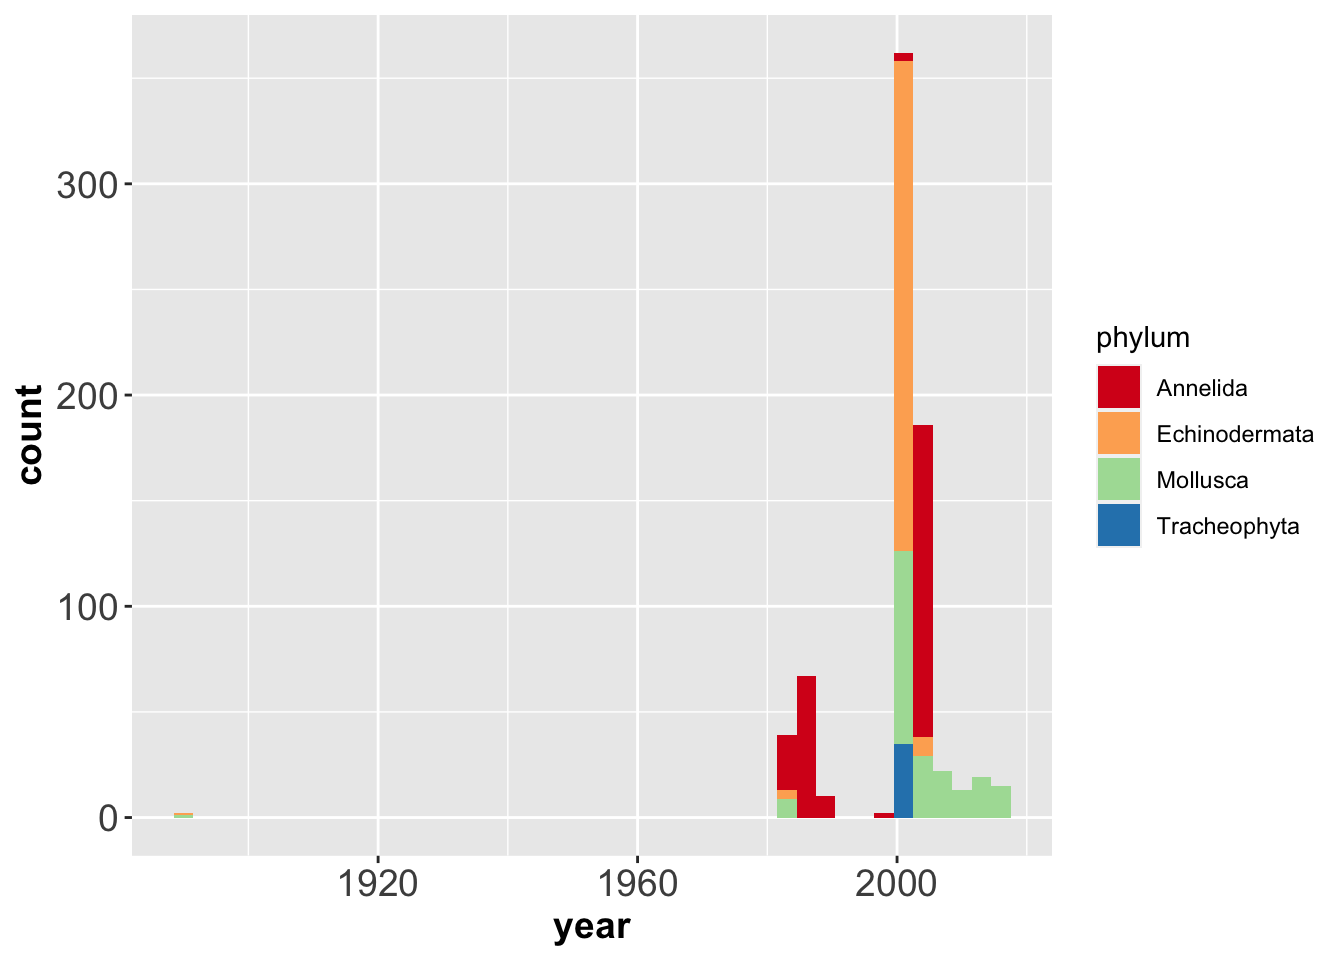 300
200
100
0
count
1920
1960
2000
year
phylum
Annelida
Echinodermata
Mollusca
Tracheophyta